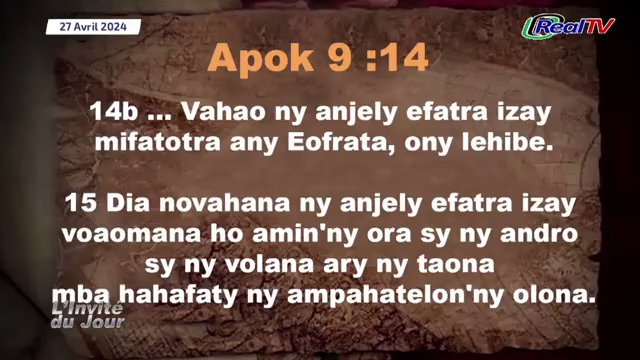 27 Avril 2024
RealTV
Apok 9 :14
14b ... Vahao ny anjely efatra izay
mifatotra any Eofrata, ony lehibe.
15 Dia novahana ny anjely efatra izay
voaomana ho amin'ny ora sy ny andro
sy ny volana ary ny taona
mba hahafaty ny ampahatelon'ny olona.
L'Invité
du Jour